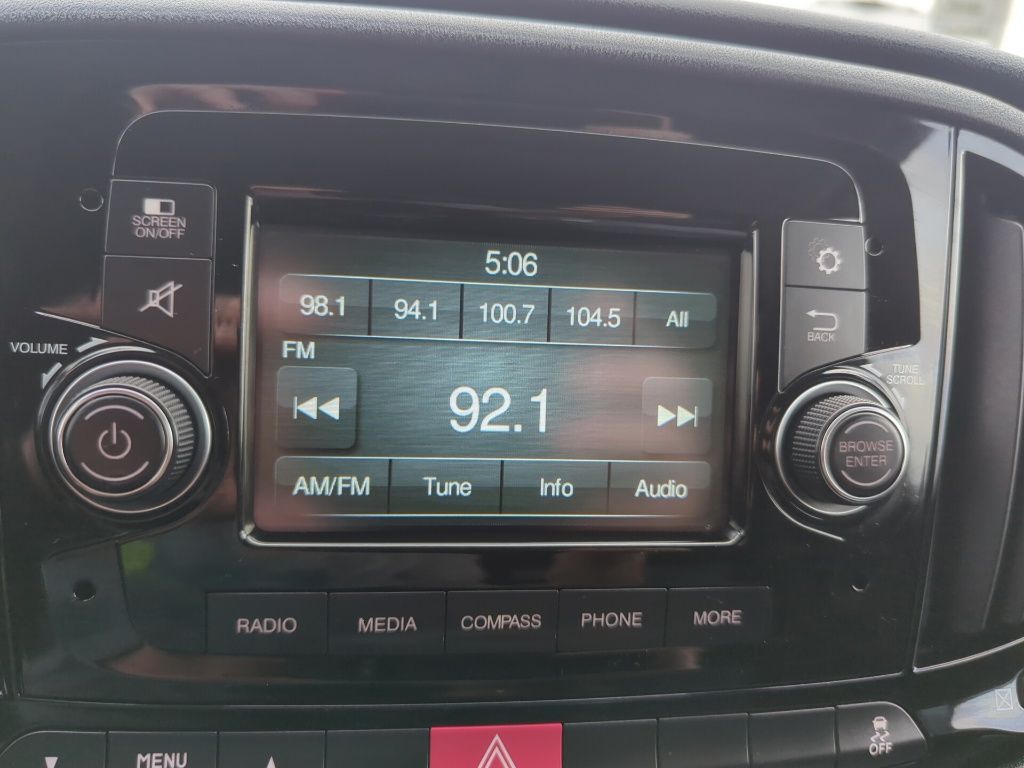 SCREEN
ON/OFF
5:06
98.1 94.1 100.7 104.5 All
FM
92.1
AM/FM Tune Info Audio
VOLUME
BACK
TUNE
SCROLL
BROWSE
ENTER
RADIO MEDIA COMPASS PHONE MORE
MENU
OFF